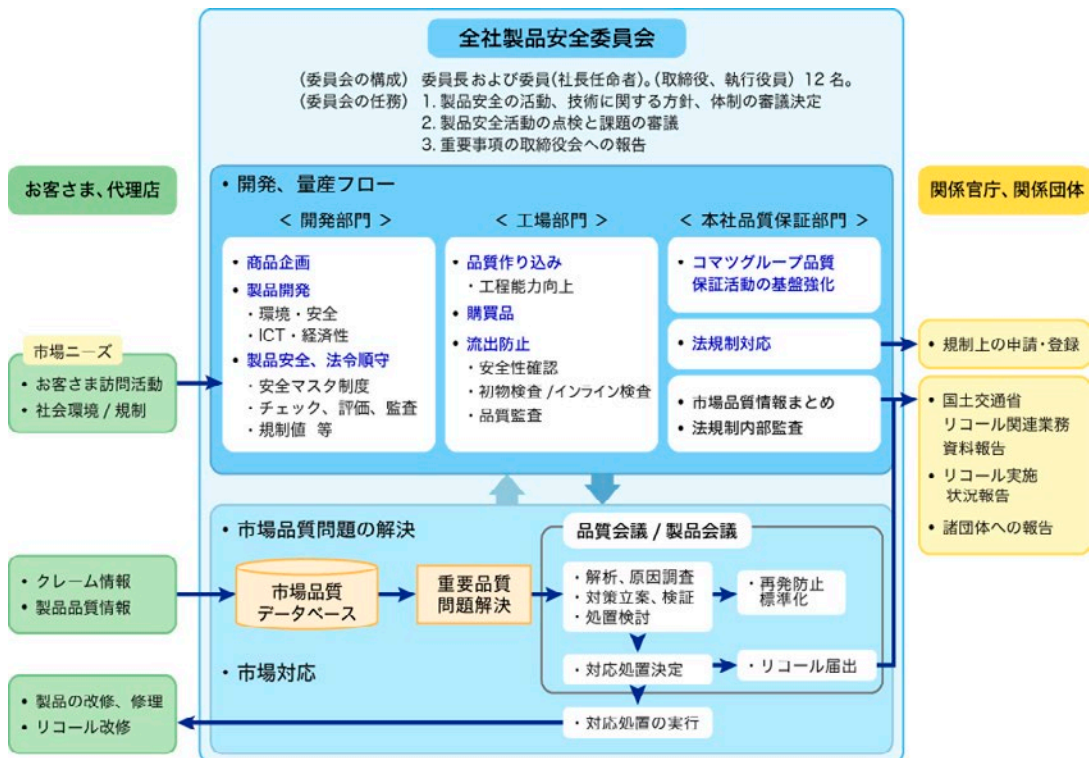 全社製品安全委員会
(委員会の構成) 委員長および委員(社長任命者)。(取締役、執行役員) 12名。
(委員会の任務) 1. 製品安全の活動、技術に関する方針、体制の審議決定
2. 製品安全活動の点検と課題の審議
3. 重要事項の取締役会への報告
お客さま、代理店
市場ニーズ
・お客さま訪問活動
・社会環境 / 規制
・クレーム情報
・製品品質情報
・製品の改修、修理
・リコール改修
・開発、量産フロー
< 開発部門 >
・商品企画
・製品開発
・環境・安全
・ICT・経済性
・製品安全、法令順守
・安全マスタ制度
・チェック、評価、監査
・規制値 等
< 工場部門 >
・品質作り込み
・工程能力向上
・購買品
・流出防止
・安全性確認
・初物検査 /インライン検査
・品質監査
< 本社品質保証部門 >
・コマツグループ品質
保証活動の基盤強化
・法規制対応
・市場品質情報まとめ
・法規制内部監査
・市場品質問題の解決
市場品質
データベース
重要品質
問題解決
品質会議 / 製品会議
・解析、原因調査
・対策立案、検証
・処置検討
・再発防止
標準化
・対応処置決定
・リコール届出
・市場対応
・対応処置の実行
関係官庁、関係団体
・規制上の申請・登録
・国土交通省
リコール関連業務
資料報告
・リコール実施
状況報告
・諸団体への報告